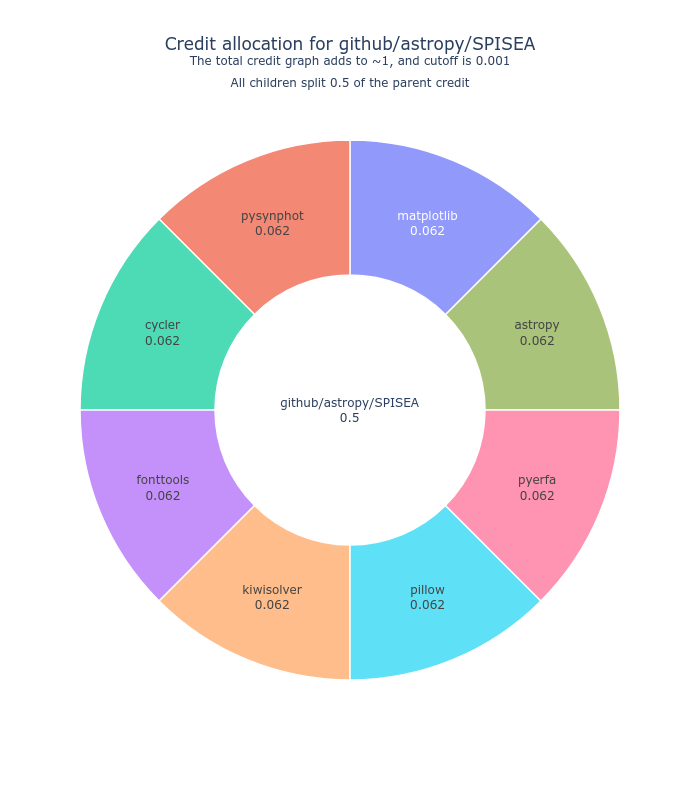 Credit allocation for github/astropy/SPISEA
The total credit graph adds to ~1, and cutoff is 0.001
All children split 0.5 of the parent credit
pysynphot
0.062
matplotlib
0.062
cycler
0.062
astropy
0.062
github/astropy/SPISEA
0.5
fonttools
0.062
pyerfa
0.062
kiwisolver
0.062
pillow
0.062